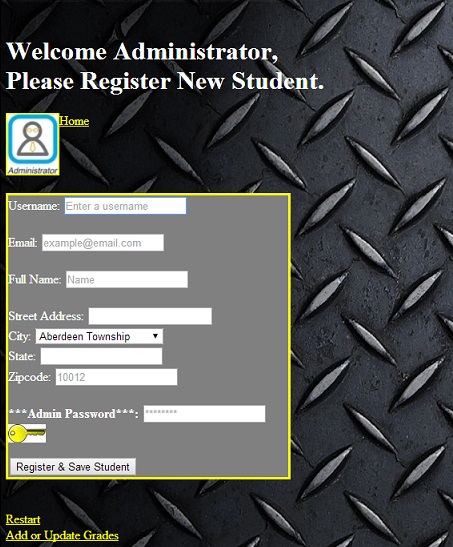 Welcome Administrator,
Please Register New Student.
Home
Administrator
Username: Enter a username
Email: example@email.com
Full Name: Name
Street Address:
City: Aberdeen Township
State:
Zipcode: 10012
***Admin Password***: ********
Register & Save Student
Restart
Add or Update Grades